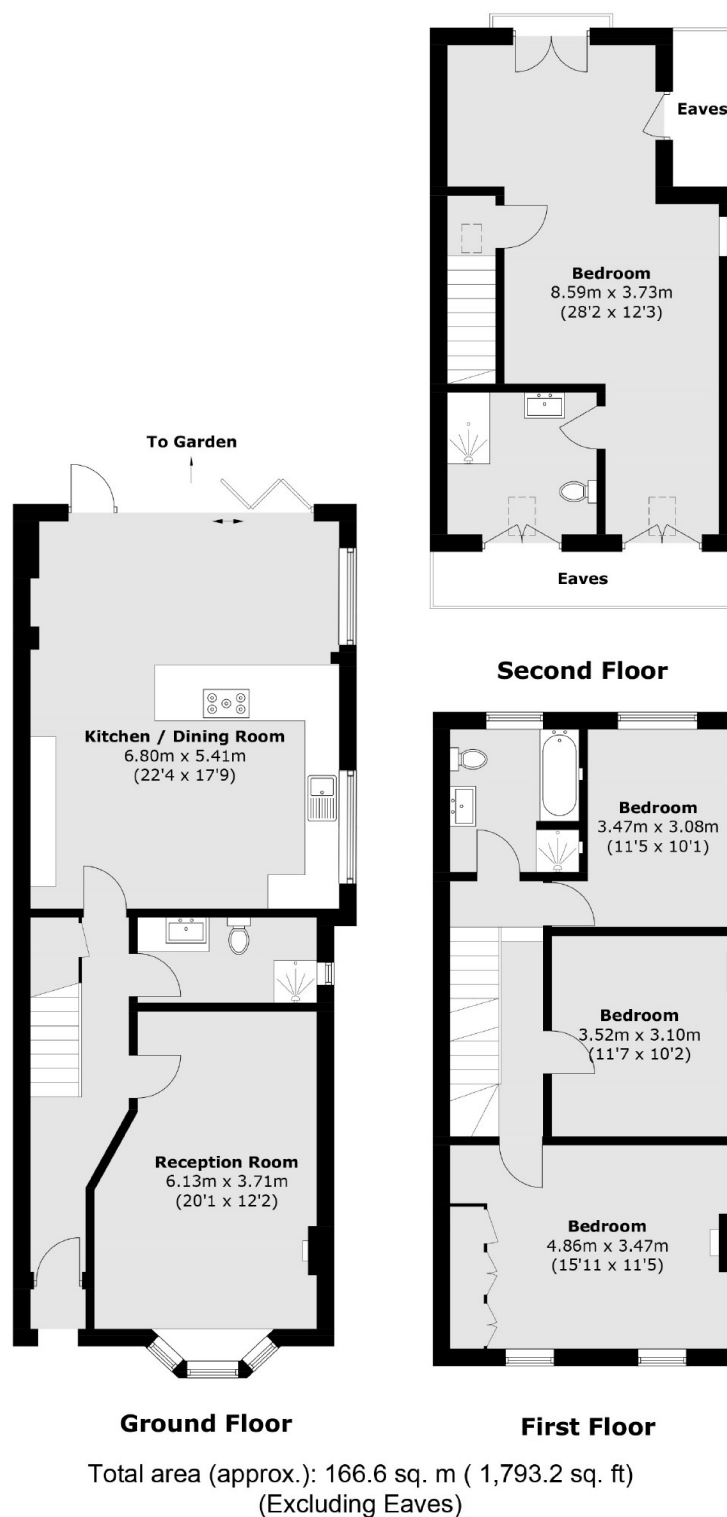 Eaves
Bedroom
8.59m x 3.73m
(28'2 x 12'3)
Eaves
Second Floor
To Garden
Kitchen / Dining Room
6.80m x 5.41m
(22'4 x 17'9)
Reception Room
6.13m x 3.71m
(20'1 x 12'2)
Ground Floor
Bedroom
3.47m x 3.08m
(11'5 x 10'1)
Bedroom
3.52m x 3.10m
(11'7 x 10'2)
Bedroom
4.86m x 3.47m
(15'11 x 11'5)
First Floor
Total area (approx.): 166.6 sq. m ( 1,793.2 sq. ft)
(Excluding Eaves)